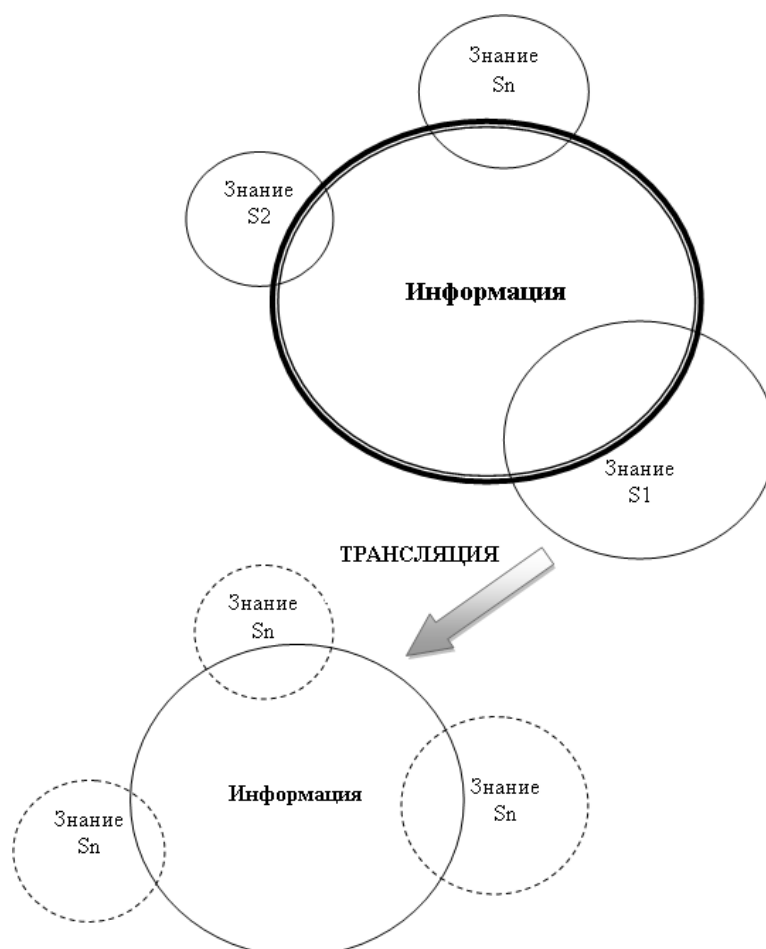 Знание
Sn
Знание
S2
Информация
Знание
S1
ТРАНСЛЯЦИЯ
Знание
Sn
Информация
Знание
Sn
Знание
Sn